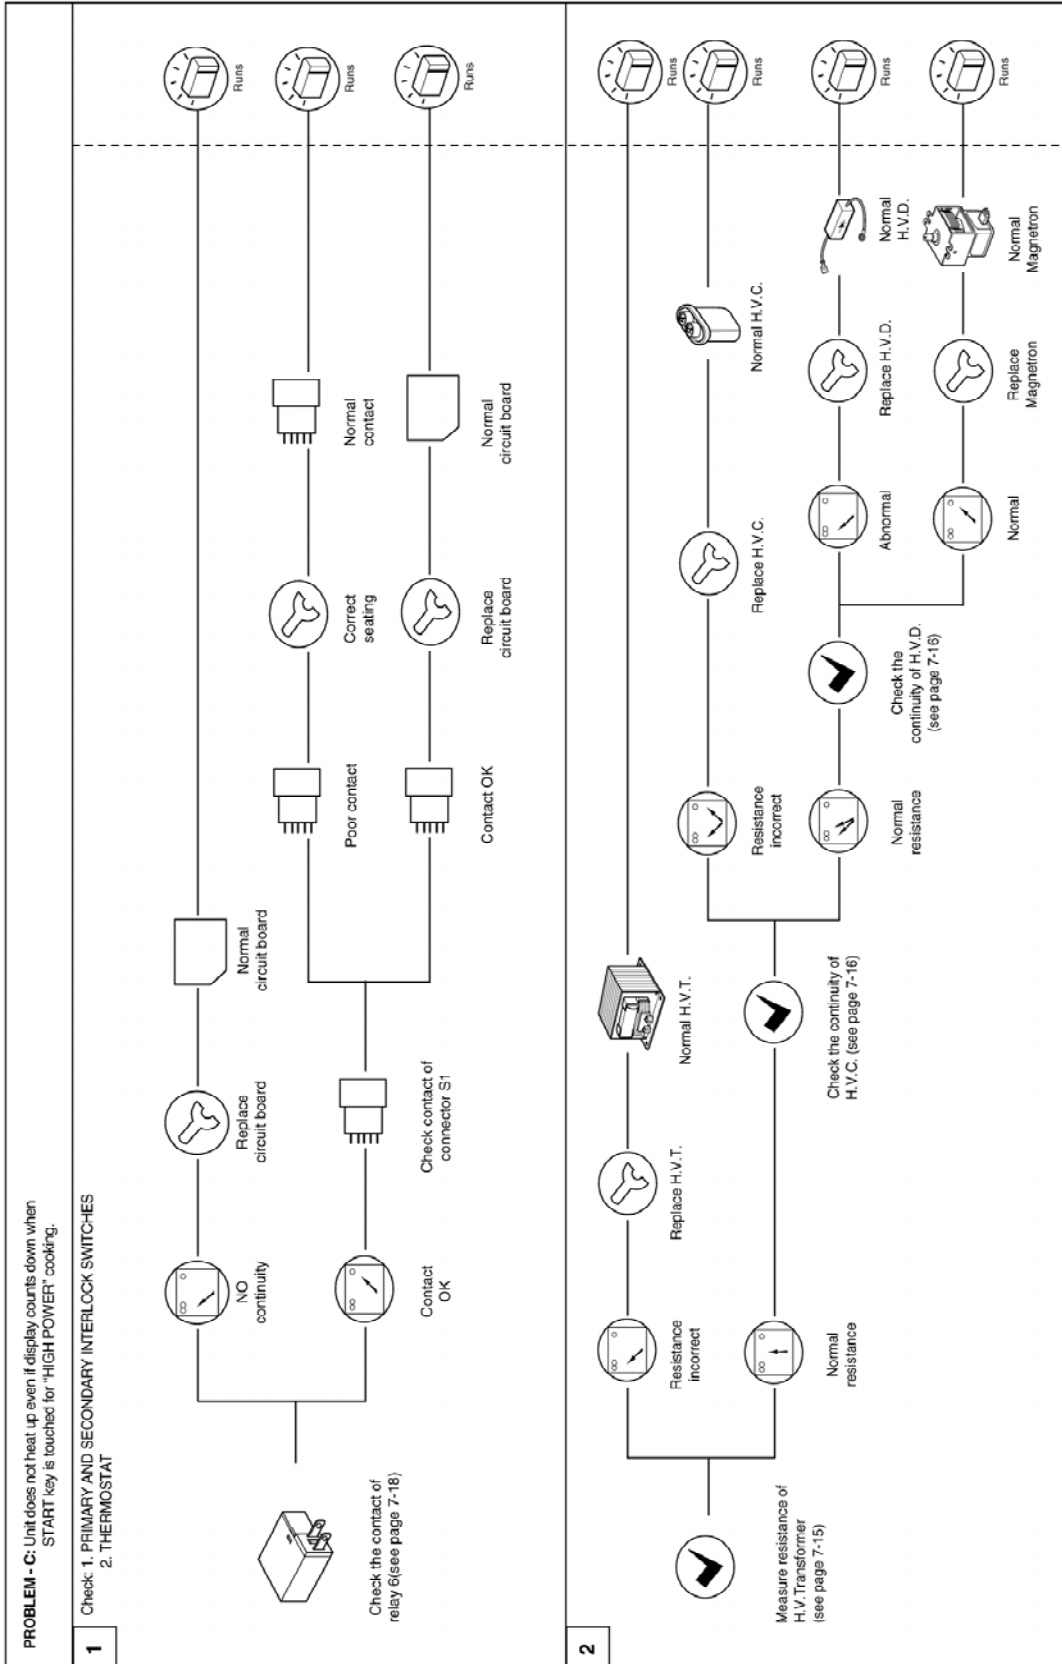 PROBLEM - C: Unit does not heat up even if display counts down when
START key is touched for "HIGH POWER" cooking.
1
Check: 1. PRIMARY AND SECONDARY INTERLOCK SWITCHES
2. THERMOSTAT
Check the contact of
relay 6(see page 7-18)
NO
continuity
Replace
circuit board
Normal
circuit board
Runs
Contact
OK
Check contact of
connector S1
Poor contact
Correct
seating
Normal
contact
Runs
Contact OK
Replace
circuit board
Normal
circuit board
Runs
2
Measure resistance of
H.V.Transformer
(see page 7-15)
Resistance
incorrect
Replace H.V.T.
Normal H.V.T.
Runs
Normal
resistance
Check the continuity of
H.V.C. (see page 7-16)
Resistance
incorrect
Replace H.V.C.
Normal H.V.C.
Runs
Normal
resistance
Check the
continuity of H.V.D.
(see page 7-16)
Abnormal
Replace H.V.D.
Normal
H.V.D.
Runs
Normal
Replace
Magnetron
Normal
Magnetron
Runs